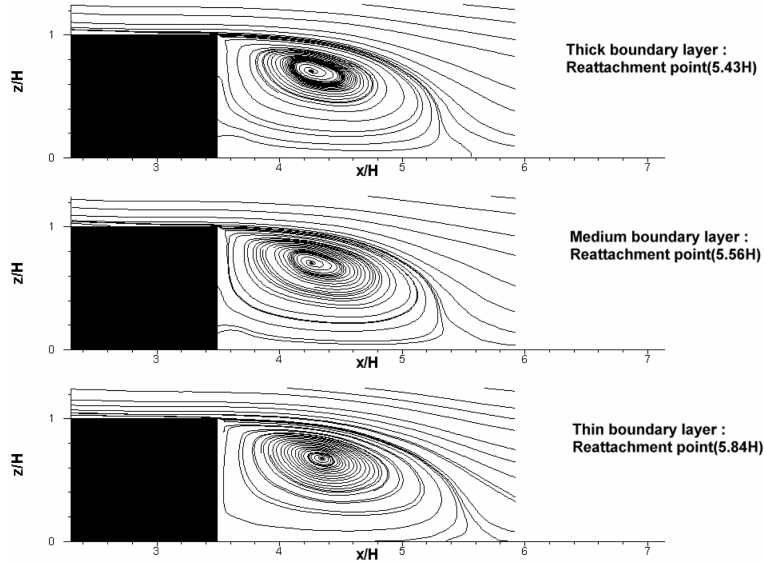 1
Thick boundary layer :
Reattachment point(5.43H)
z/H
0
3 4 5 6 7
x/H
1
Medium boundary layer :
Reattachment point(5.56H)
z/H
0
3 4 5 6 7
x/H
1
Thin boundary layer :
Reattachment point(5.84H)
z/H
0
3 4 5 6 7
x/H